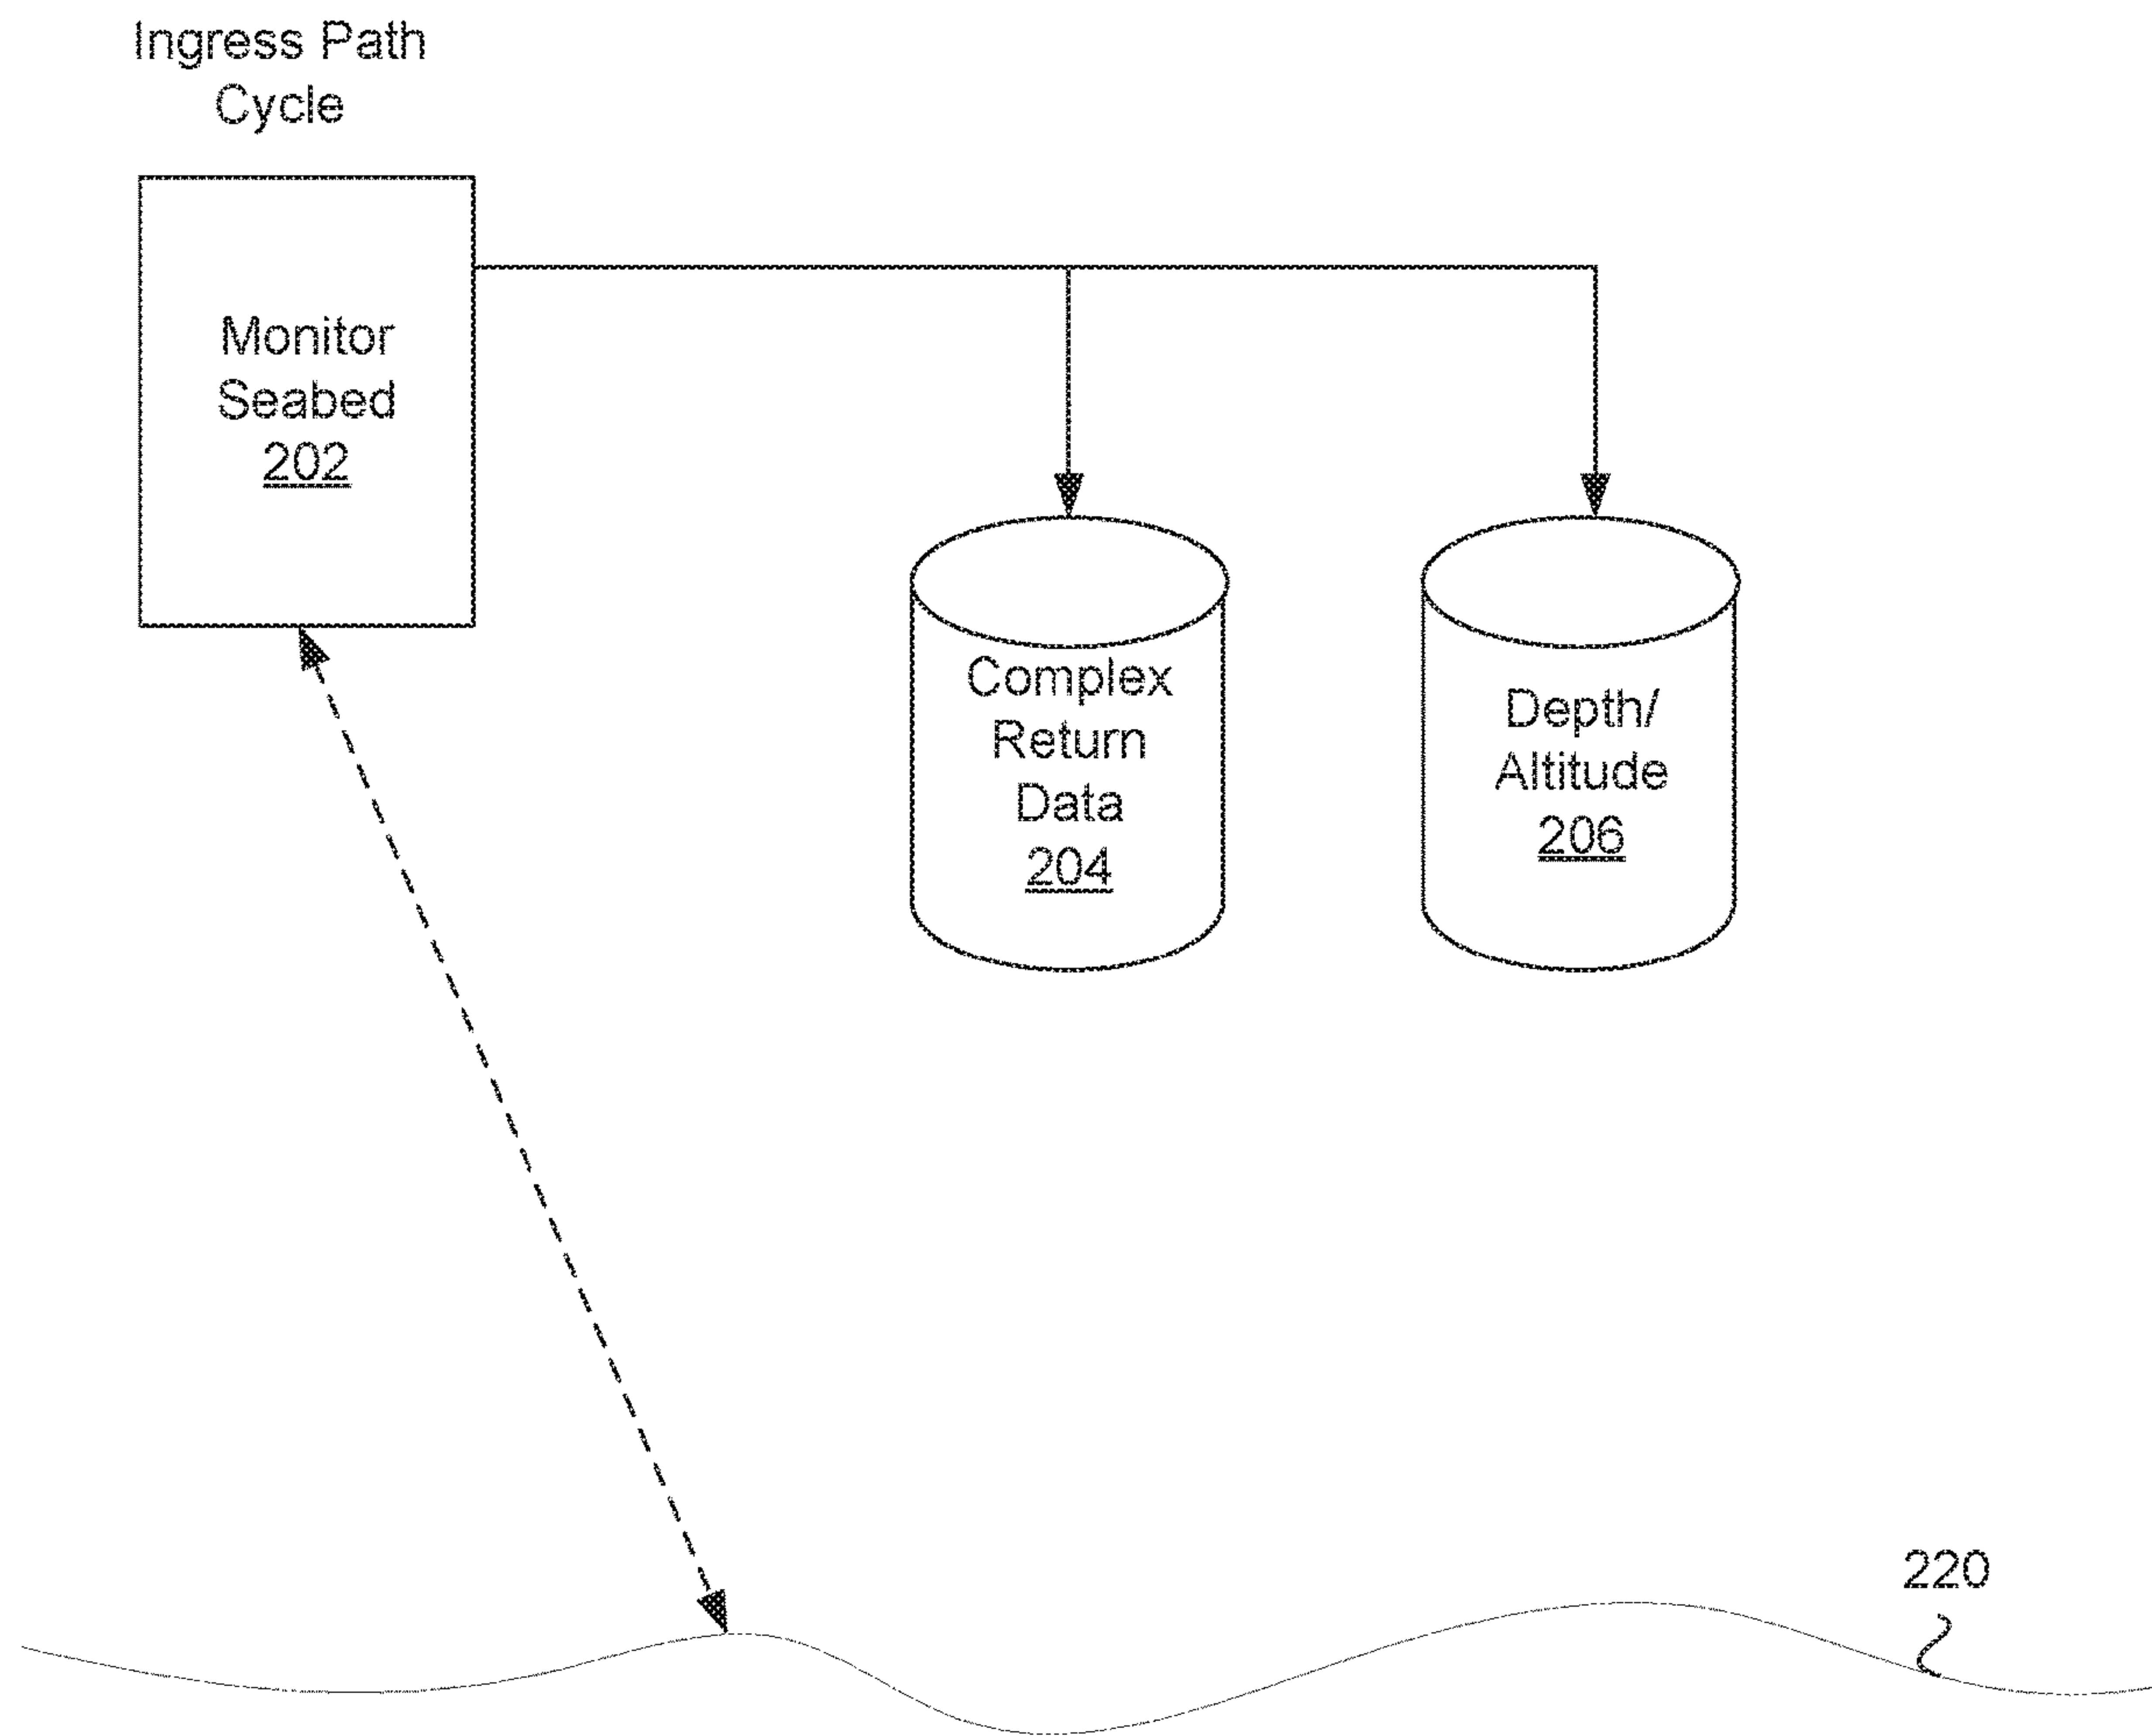 Ingress Path
Cycle
Monitor
Seabed
202
Complex
Return
Data
204
Depth/
Altitude
206
220